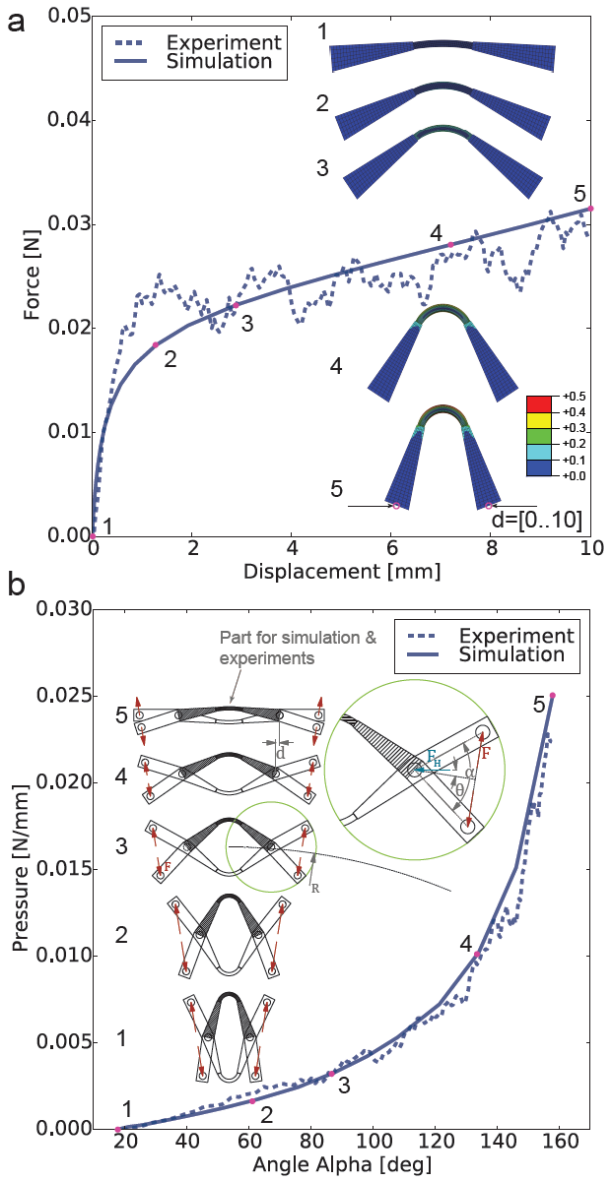 a
0.05
0.04
0.03
0.02
0.01
0.00
Force [N]
Experiment
Simulation
1
2
3
4
5
1
2
3
4
5
+0.5
+0.4
+0.3
+0.2
+0.1
+0.0
d=[0..10]
0
2
4
6
8
10
Displacement [mm]
b
0.030
0.025
0.020
0.015
0.010
0.005
0.000
Pressure [N/mm]
Part for simulation &
experiments
Experiment
Simulation
5
4
3
2
1
d
F
R
F_H
F
α
θ
1
2
3
4
5
20
40
60
80
100
120
140
160
Angle Alpha [deg]